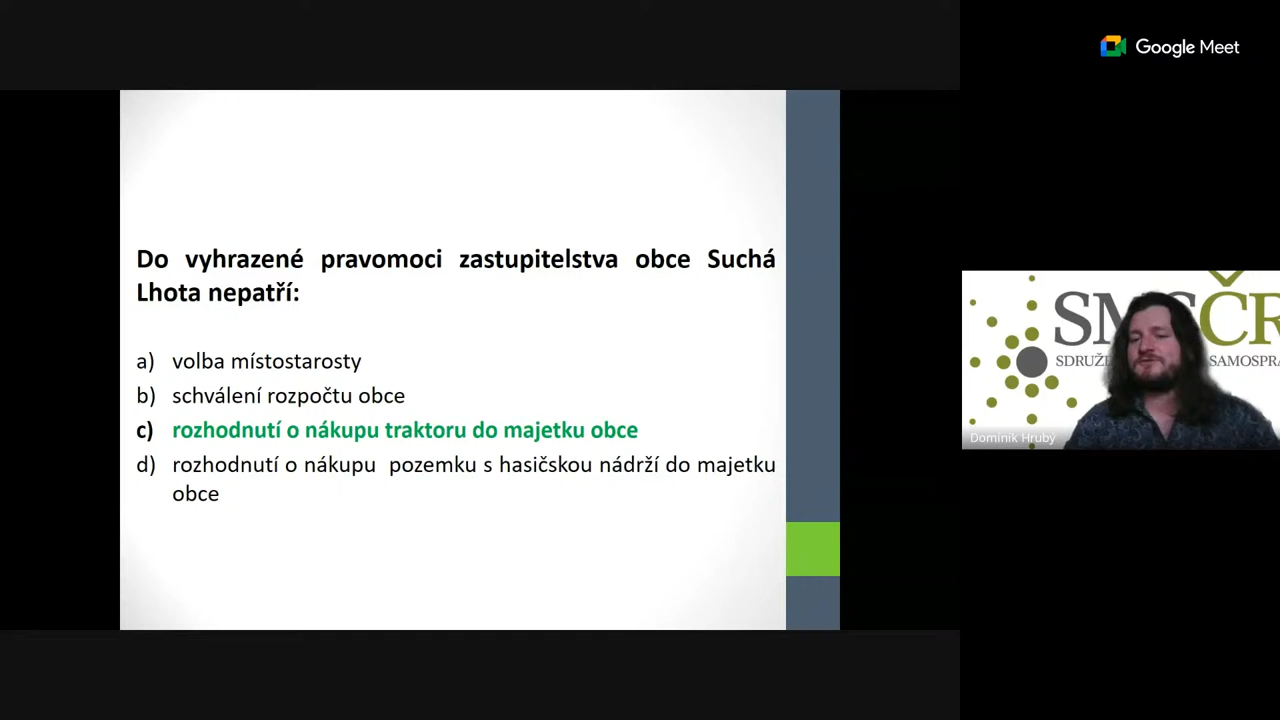 Google Meet
Do vyhrazené pravomoci zastupitelstva obce Suchá
Lhota nepatří:
a) volba místostarosty
b) schválení rozpočtu obce
c) rozhodnutí o nákupu traktoru do majetku obce
d) rozhodnutí o nákupu pozemku s hasičskou nádrží do majetku
obce
Dominik Hrubý